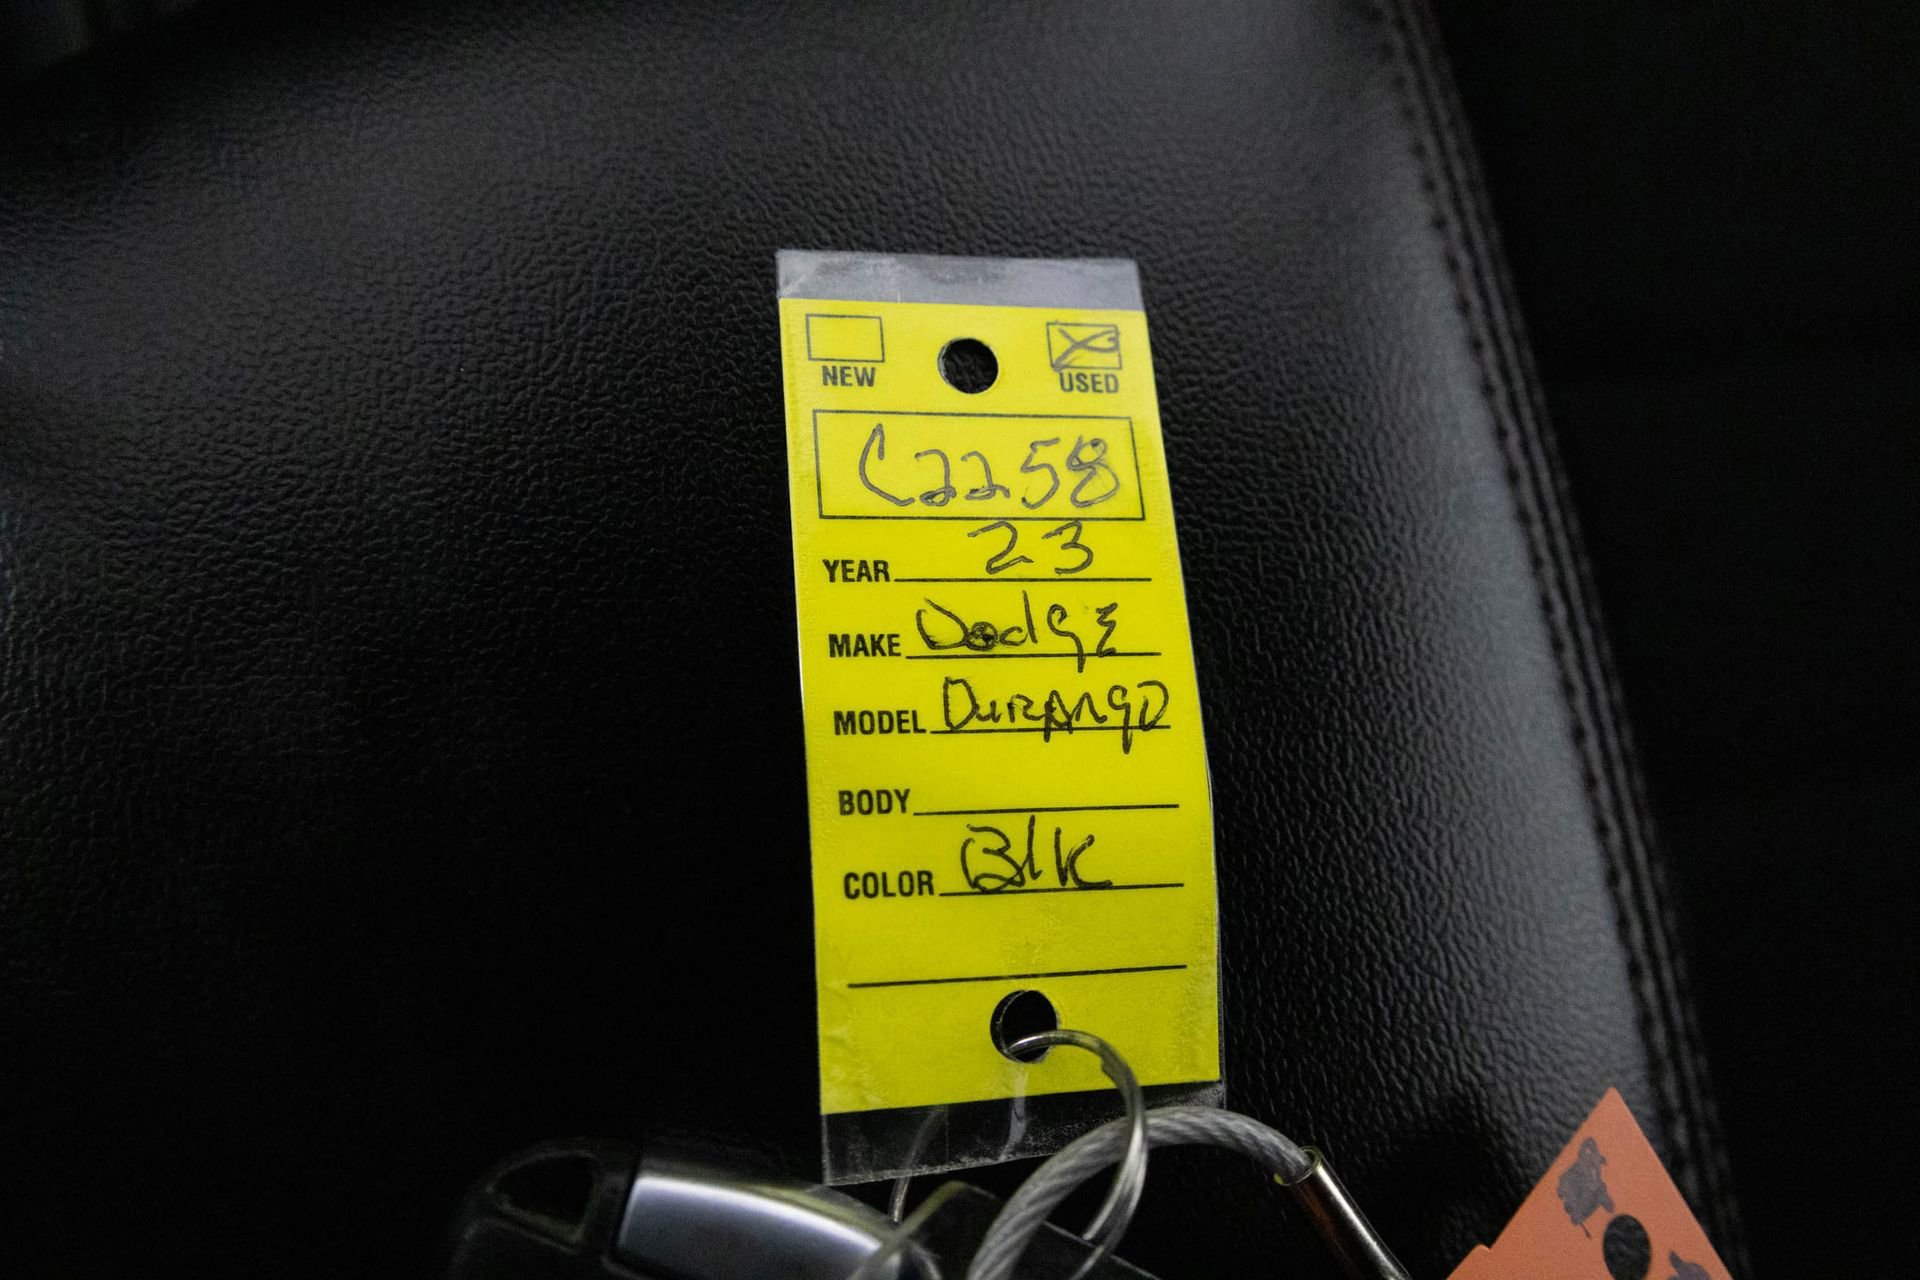 NEW USED
C2258
YEAR 23
MAKE Dodge
MODEL DURANgO
BODY
COLOR Blk